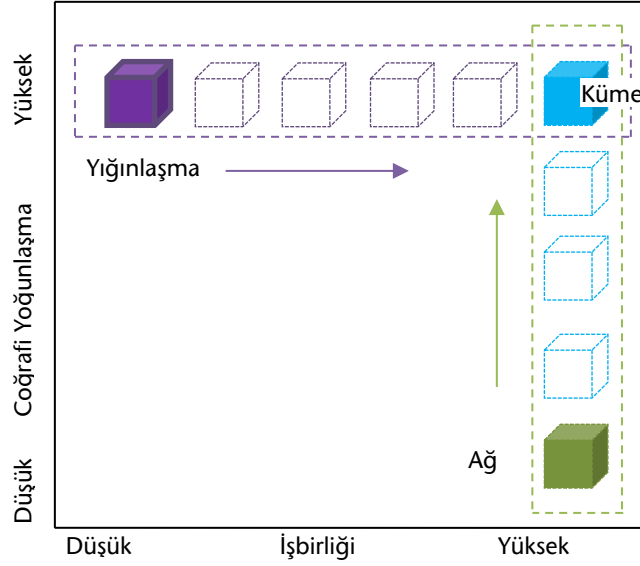 Yüksek
Küme
Yığınlaşma
Coğrafi Yoğunlaşma
Ağ
Düşük
Düşük
İşbirliği
Yüksek